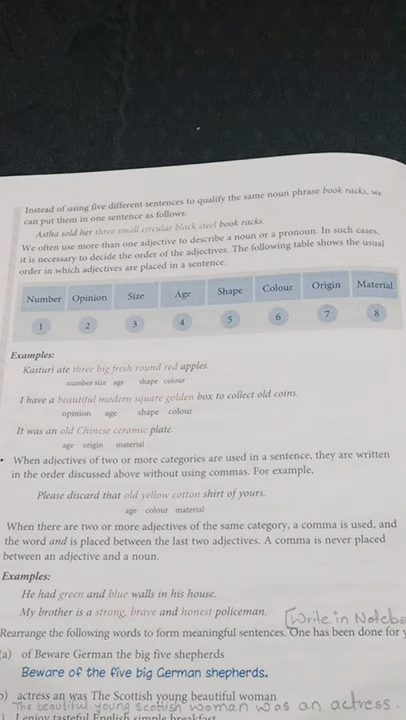 Instead of using five different sentences to qualify the same noun phrase book racks, we
can put them in one sentence as follows:
Astha sold her three small circular black steel book racks.
We often use more than one adjective to describe a noun or a pronoun. In such cases,
it is necessary to decide the order of the adjectives. The following table shows the usual
order in which adjectives are placed in a sentence.
Number Opinion Size Age Shape Colour Origin Material
1 2 3 4 5 6 7 8
Examples:
Kasturi ate three big fresh round red apples.
number size age shape colour
I have a beautiful modern square golden box to collect old coins.
opinion age shape colour
It was an old Chinese ceramic plate.
age origin material
• When adjectives of two or more categories are used in a sentence, they are written
in the order discussed above without using commas. For example,
Please discard that old yellow cotton shirt of yours.
age colour material
When there are two or more adjectives of the same category, a comma is used, and
the word and is placed between the last two adjectives. A comma is never placed
between an adjective and a noun.
Examples:
He had green and blue walls in his house.
My brother is a strong, brave and honest policeman.
[Write in Notebo
Rearrange the following words to form meaningful sentences. One has been done for y
(a) of Beware German the big five shepherds
Beware of the five big German shepherds.
b) actress an was The Scottish young beautiful woman
The beautiful young Scottish woman was an actress.
I enjoy tasteful English simple breakfast